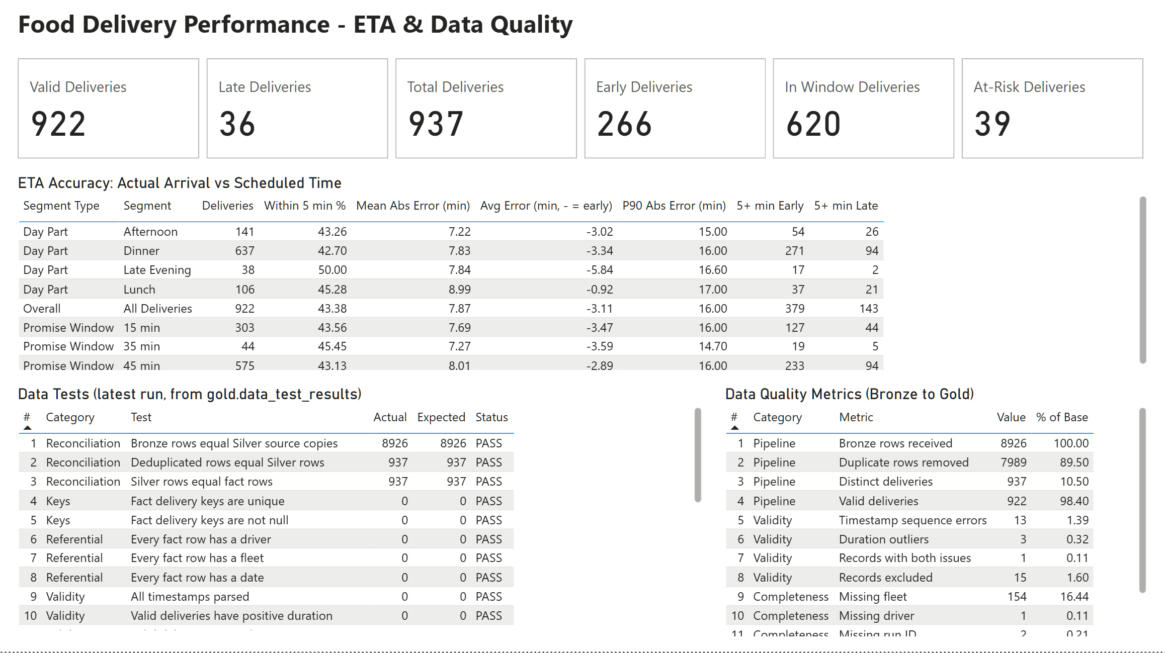 Food Delivery Performance - ETA & Data Quality
Valid Deliveries Late Deliveries Total Deliveries Early Deliveries In Window Deliveries At-Risk Deliveries
922 36 937 266 620 39
ETA Accuracy: Actual Arrival vs Scheduled Time
Segment Type Segment Deliveries Within 5 min % Mean Abs Error (min) Avg Error (min, - = early) P90 Abs Error (min) 5+ min Early 5+ min Late
Day Part Afternoon 141 43.26 7.22 -3.02 15.00 54 26
Day Part Dinner 637 42.70 7.83 -3.34 16.00 271 94
Day Part Late Evening 38 50.00 7.84 -5.84 16.60 17 2
Day Part Lunch 106 45.28 8.99 -0.92 17.00 37 21
Overall All Deliveries 922 43.38 7.87 -3.11 16.00 379 143
Promise Window 15 min 303 43.56 7.69 -3.47 16.00 127 44
Promise Window 35 min 44 45.45 7.27 -3.59 14.70 19 5
Promise Window 45 min 575 43.13 8.01 -2.89 16.00 233 94
Data Tests (latest run, from gold.data_test_results)
# Category Test Actual Expected Status
1 Reconciliation Bronze rows equal Silver source copies 8926 8926 PASS
2 Reconciliation Deduplicated rows equal Silver rows 937 937 PASS
3 Reconciliation Silver rows equal fact rows 937 937 PASS
4 Keys Fact delivery keys are unique 0 0 PASS
5 Keys Fact delivery keys are not null 0 0 PASS
6 Referential Every fact row has a driver 0 0 PASS
7 Referential Every fact row has a fleet 0 0 PASS
8 Referential Every fact row has a date 0 0 PASS
9 Validity All timestamps parsed 0 0 PASS
10 Validity Valid deliveries have positive duration 0 0 PASS
Data Quality Metrics (Bronze to Gold)
# Category Metric Value % of Base
1 Pipeline Bronze rows received 8926 100.00
2 Pipeline Duplicate rows removed 7989 89.50
3 Pipeline Distinct deliveries 937 10.50
4 Pipeline Valid deliveries 922 98.40
5 Validity Timestamp sequence errors 13 1.39
6 Validity Duration outliers 3 0.32
7 Validity Records with both issues 1 0.11
8 Validity Records excluded 15 1.60
9 Completeness Missing fleet 154 16.44
10 Completeness Missing driver 1 0.11
11 Completeness Missing run ID 2 0.21